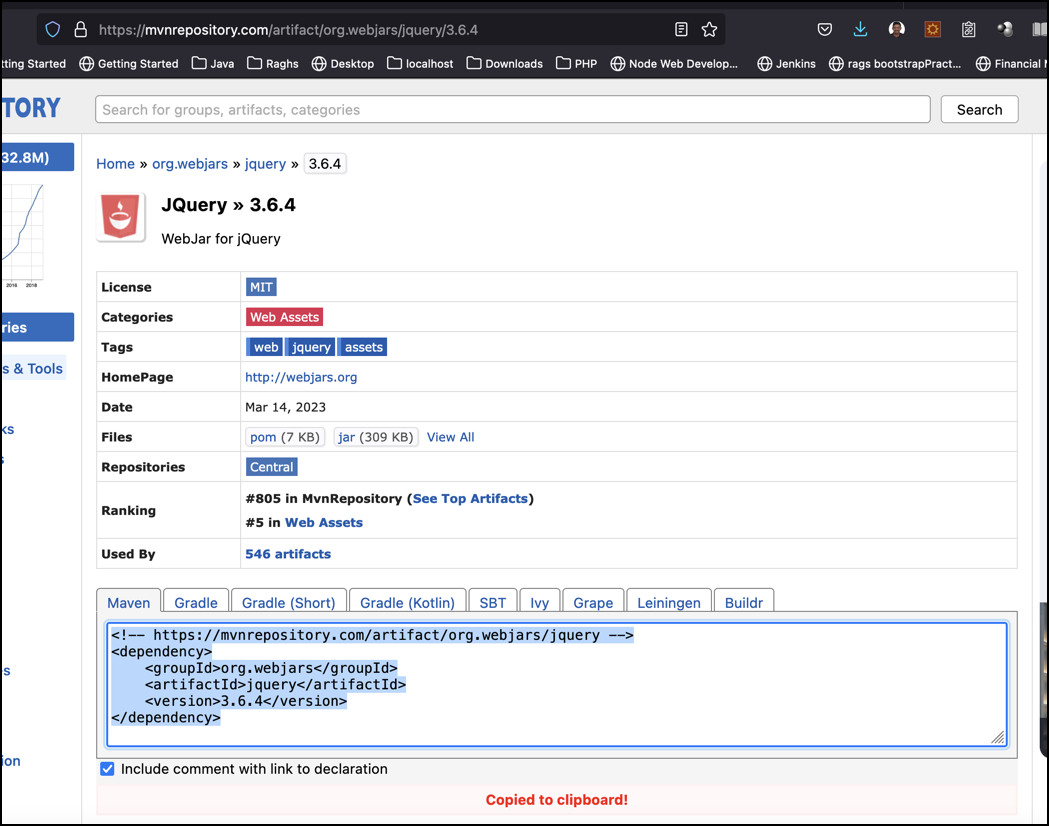 https://mvnrepository.com/artifact/org.webjars/jquery/3.6.4
tting Started Getting Started Java Raghs Desktop localhost Downloads PHP Node Web Develop... Jenkins rags bootstrapPract... Financial
TORY Search for groups, artifacts, categories Search
32.8M)
2016 2018
ries
s & Tools
ks
s
s
ion
Home » org.webjars » jquery » 3.6.4
JQuery » 3.6.4
WebJar for jQuery
License MIT
Categories Web Assets
Tags web jquery assets
HomePage http://webjars.org
Date Mar 14, 2023
Files pom (7 KB) jar (309 KB) View All
Repositories Central
Ranking #805 in MvnRepository (See Top Artifacts)
#5 in Web Assets
Used By 546 artifacts
Maven Gradle Gradle (Short) Gradle (Kotlin) SBT Ivy Grape Leiningen Buildr
<!-- https://mvnrepository.com/artifact/org.webjars/jquery -->
<dependency>
    <groupId>org.webjars</groupId>
    <artifactId>jquery</artifactId>
    <version>3.6.4</version>
</dependency>
Include comment with link to declaration
Copied to clipboard!